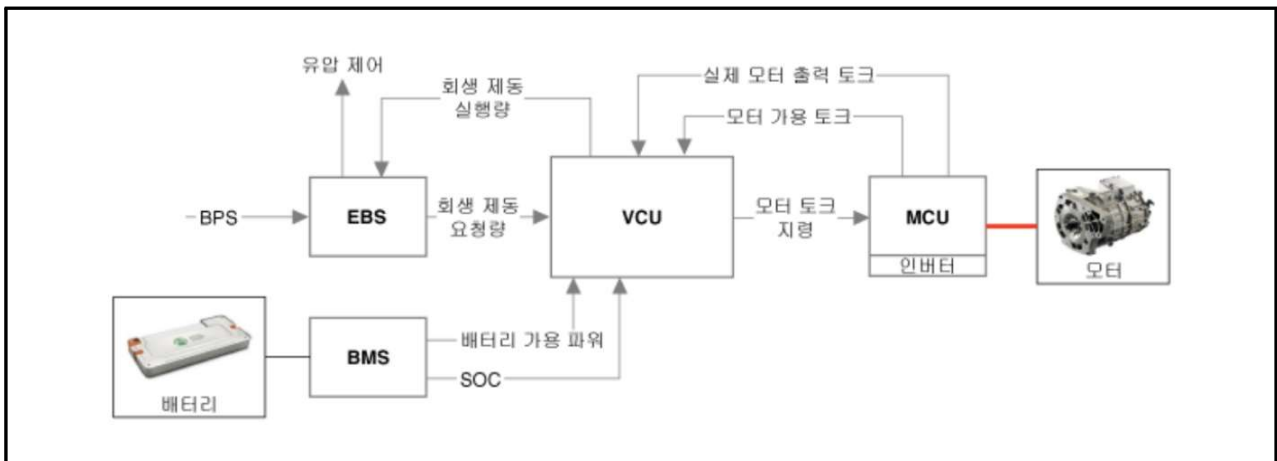 유압 제어
회생 제동
실행량
실제 모터 출력 토크
모터 가용 토크
BPS
EBS
회생 제동
요청량
VCU
모터 토크
지령
MCU
인버터
모터
배터리
BMS
배터리 가용 파워
SOC